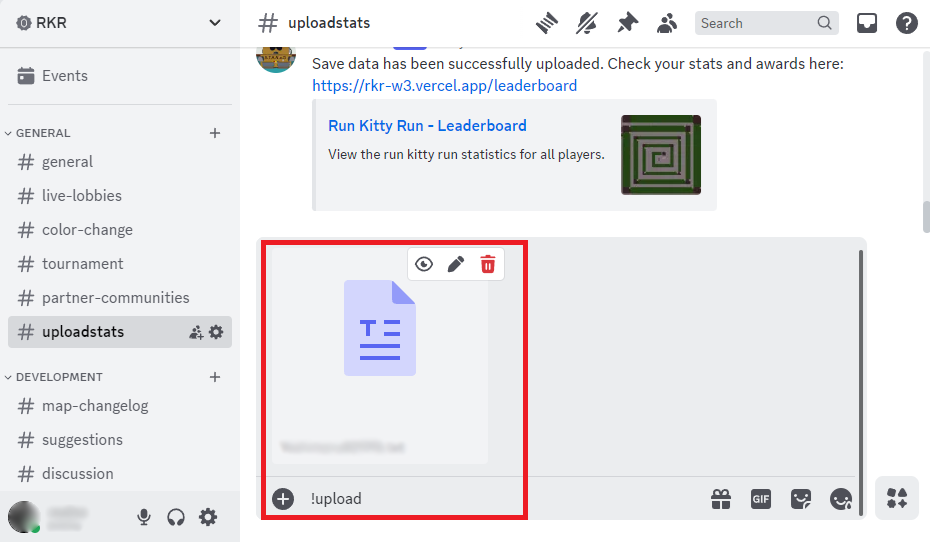 RKR
Events
GENERAL
general
live-lobbies
color-change
tournament
partner-communities
uploadstats
DEVELOPMENT
map-changelog
suggestions
discussion
uploadstats
Search
Save data has been successfully uploaded. Check your stats and awards here:
https://rkr-w3.vercel.app/leaderboard
Run Kitty Run - Leaderboard
View the run kitty run statistics for all players.
!upload
GIF